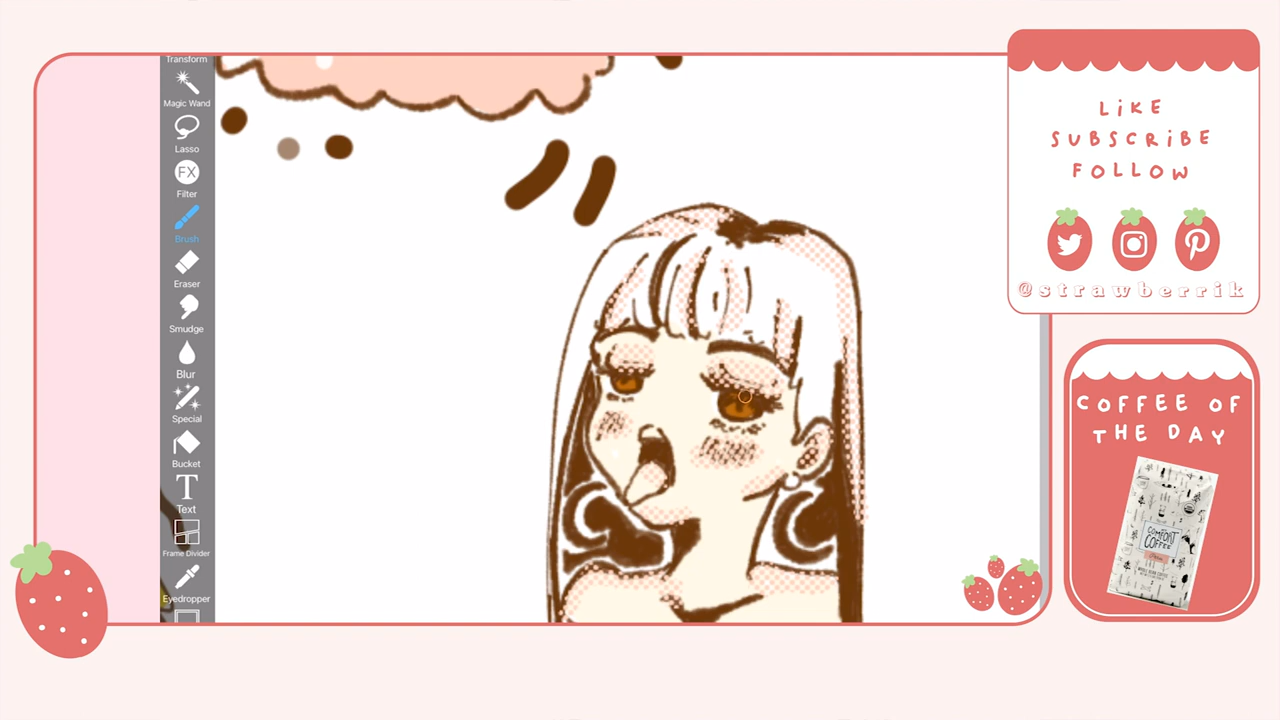 Transform
Magic Wand
Lasso
FX
Filter
Brush
Eraser
Smudge
Blur
Special
Bucket
T
Text
Frame Divider
Eyedropper
LiKE
SUBSCRiBE
FOLLOW
@strawberrik
COFFEE OF
THE DAY
COMFORT
COFFEE